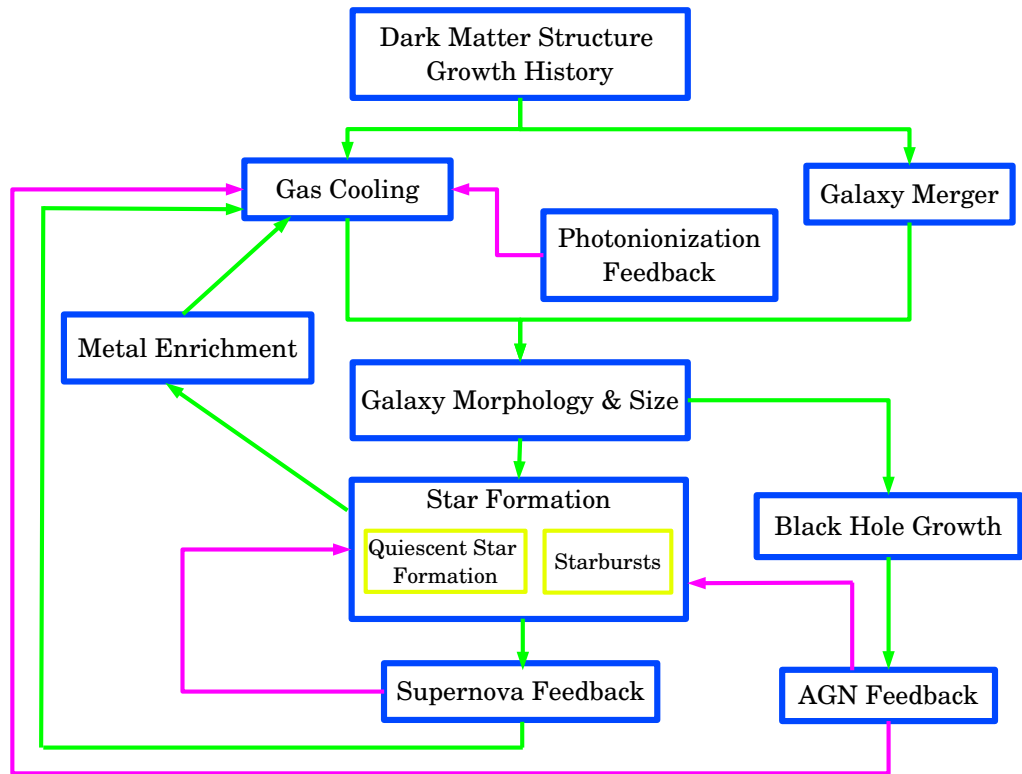 Dark Matter Structure
Growth History
Gas Cooling
Galaxy Merger
Photonionization
Feedback
Metal Enrichment
Galaxy Morphology & Size
Star Formation
Quiescent Star
Formation
Starbursts
Black Hole Growth
Supernova Feedback
AGN Feedback